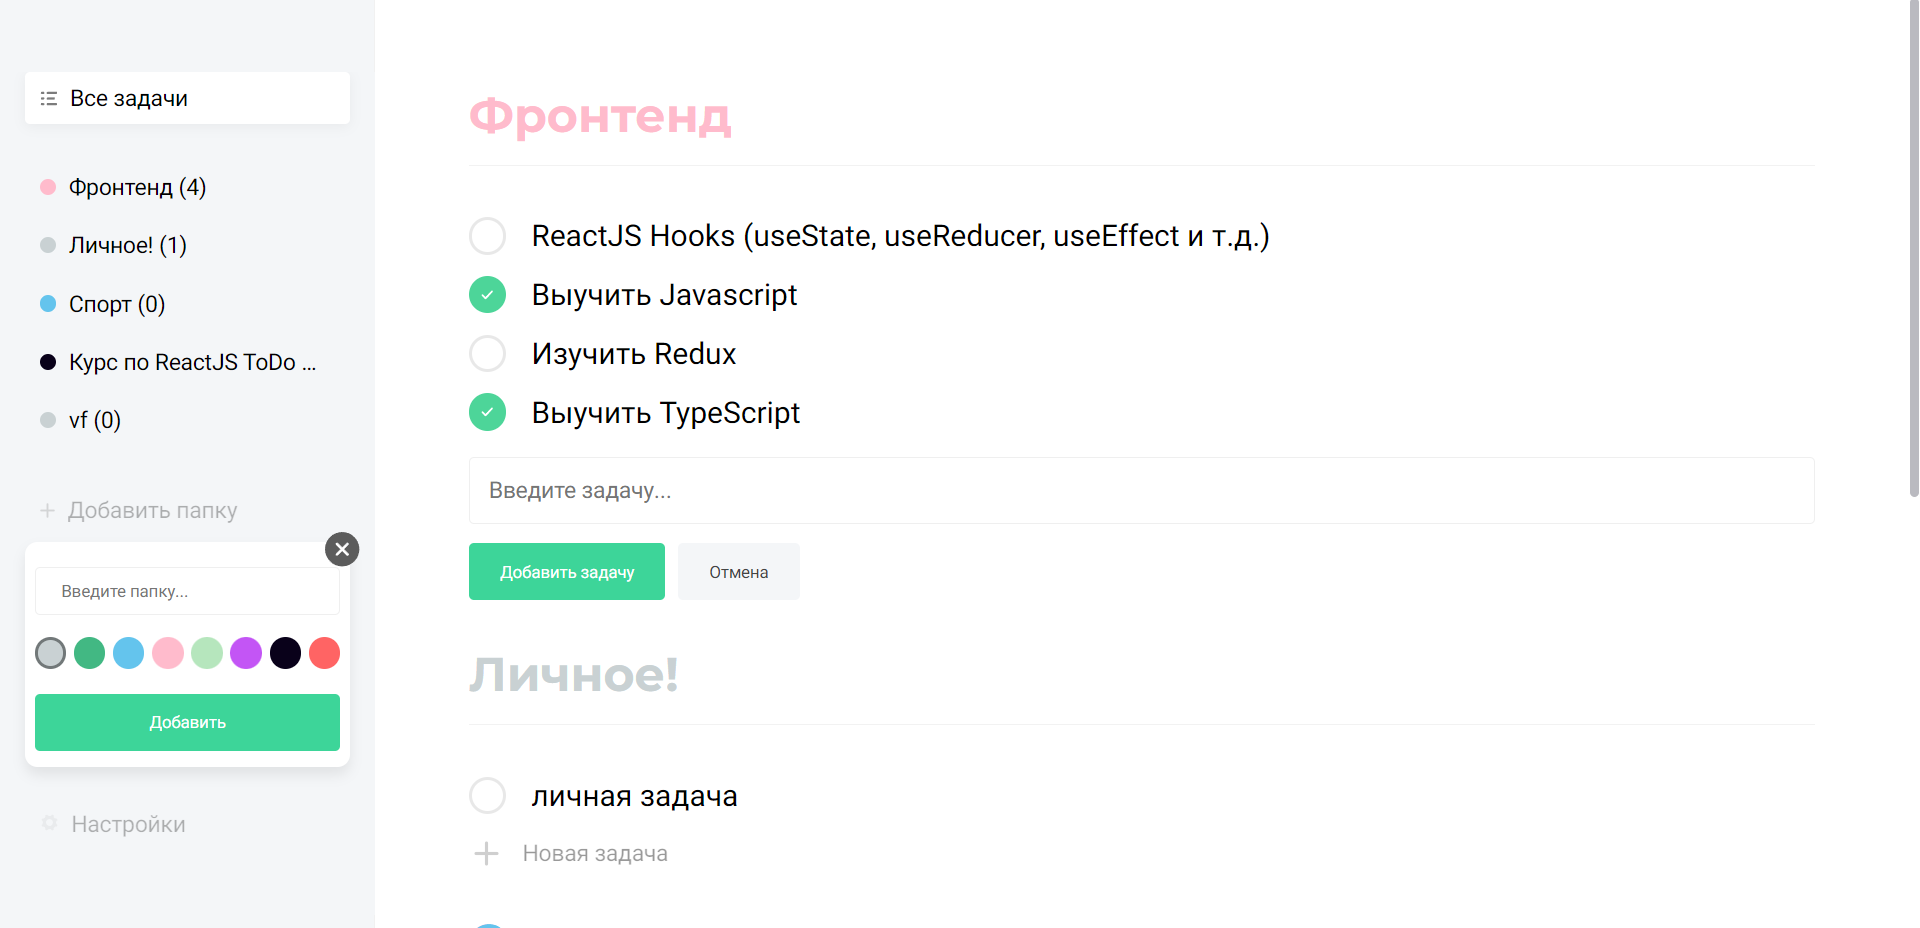 Все задачи
Фронтенд (4)
Личное! (1)
Спорт (0)
Курс по ReactJS ToDo ...
vf (0)
Добавить папку
Введите папку...
Добавить
Настройки
Фронтенд
ReactJS Hooks (useState, useReducer, useEffect и т.д.)
Выучить Javascript
Изучить Redux
Выучить TypeScript
Введите задачу...
Добавить задачу
Отмена
Личное!
личная задача
Новая задача